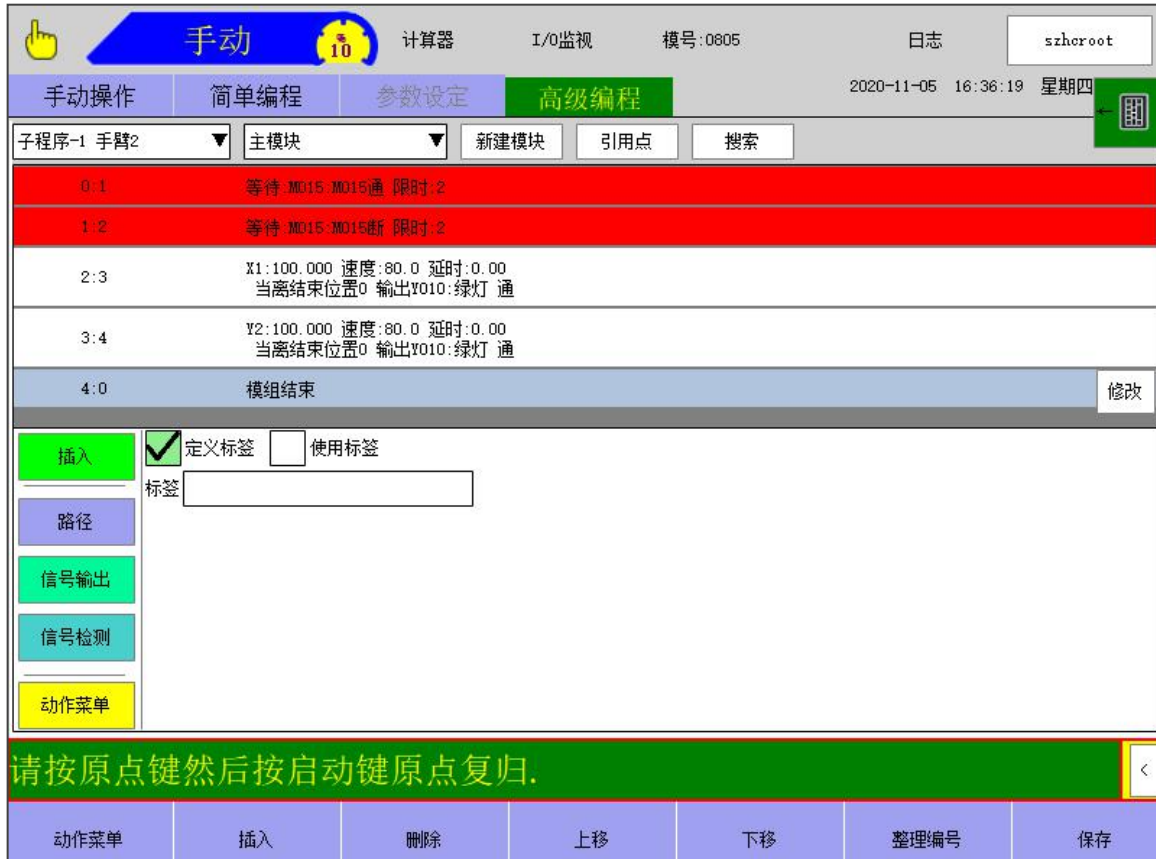 手动 10 计算器 I/O监视 模号:0805 日志 szhcroot
手动操作 简单编程 参数设定 高级编程 2020-11-05 16:36:19 星期四
子程序-1 手臂2 主模块 新建模块 引用点 搜索
0:1 等待:M015:M015通 限时:2
1:2 等待:M015:M015断 限时:2
2:3 X1:100.000 速度:80.0 延时:0.00
当离结束位置0 输出Y010:绿灯 通
3:4 Y2:100.000 速度:80.0 延时:0.00
当离结束位置0 输出Y010:绿灯 通
4:0 模组结束 修改
插入 定义标签 使用标签
标签
路径
信号输出
信号检测
动作菜单
请按原点键然后按启动键原点复归.
动作菜单 插入 删除 上移 下移 整理编号 保存